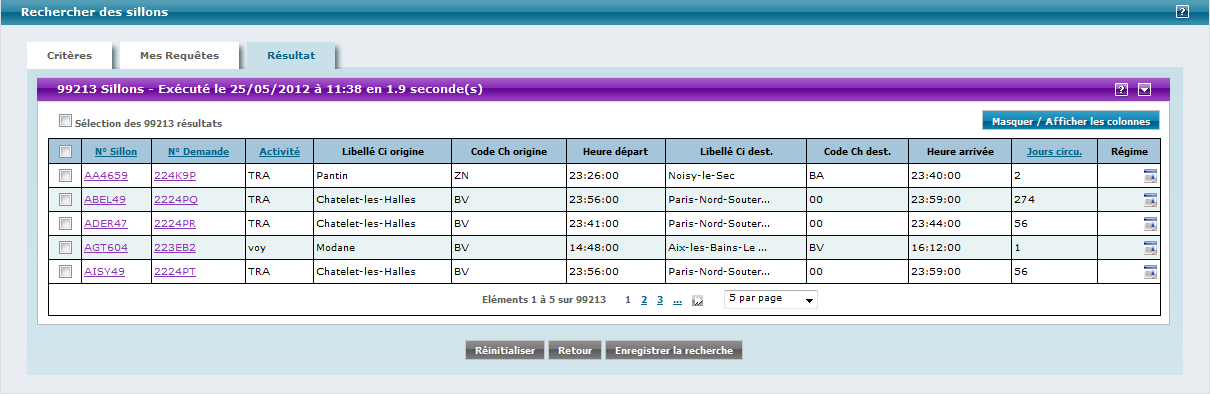 Rechercher des sillons ?
Critères Mes Requêtes Résultat
99213 Sillons - Exécuté le 25/05/2012 à 11:38 en 1.9 seconde(s) ?
Sélection des 99213 résultats Masquer / Afficher les colonnes
N° Sillon N° Demande Activité Libellé Ci origine Code Ch origine Heure départ Libellé Ci dest. Code Ch dest. Heure arrivée Jours circu. Régime
AA4659 224K9P TRA Pantin ZN 23:26:00 Noisy-le-Sec BA 23:40:00 2
ABEL49 2224PQ TRA Chatelet-les-Halles BV 23:56:00 Paris-Nord-Souter... 00 23:59:00 274
ADER47 2224PR TRA Chatelet-les-Halles BV 23:41:00 Paris-Nord-Souter... 00 23:44:00 56
AGT604 223EB2 voy Modane BV 14:48:00 Aix-les-Bains-Le ... BV 16:12:00 1
AISY49 2224PT TRA Chatelet-les-Halles BV 23:56:00 Paris-Nord-Souter... 00 23:59:00 56
Eléments 1 à 5 sur 99213 1 2 3 ... 5 par page
Réinitialiser Retour Enregistrer la recherche